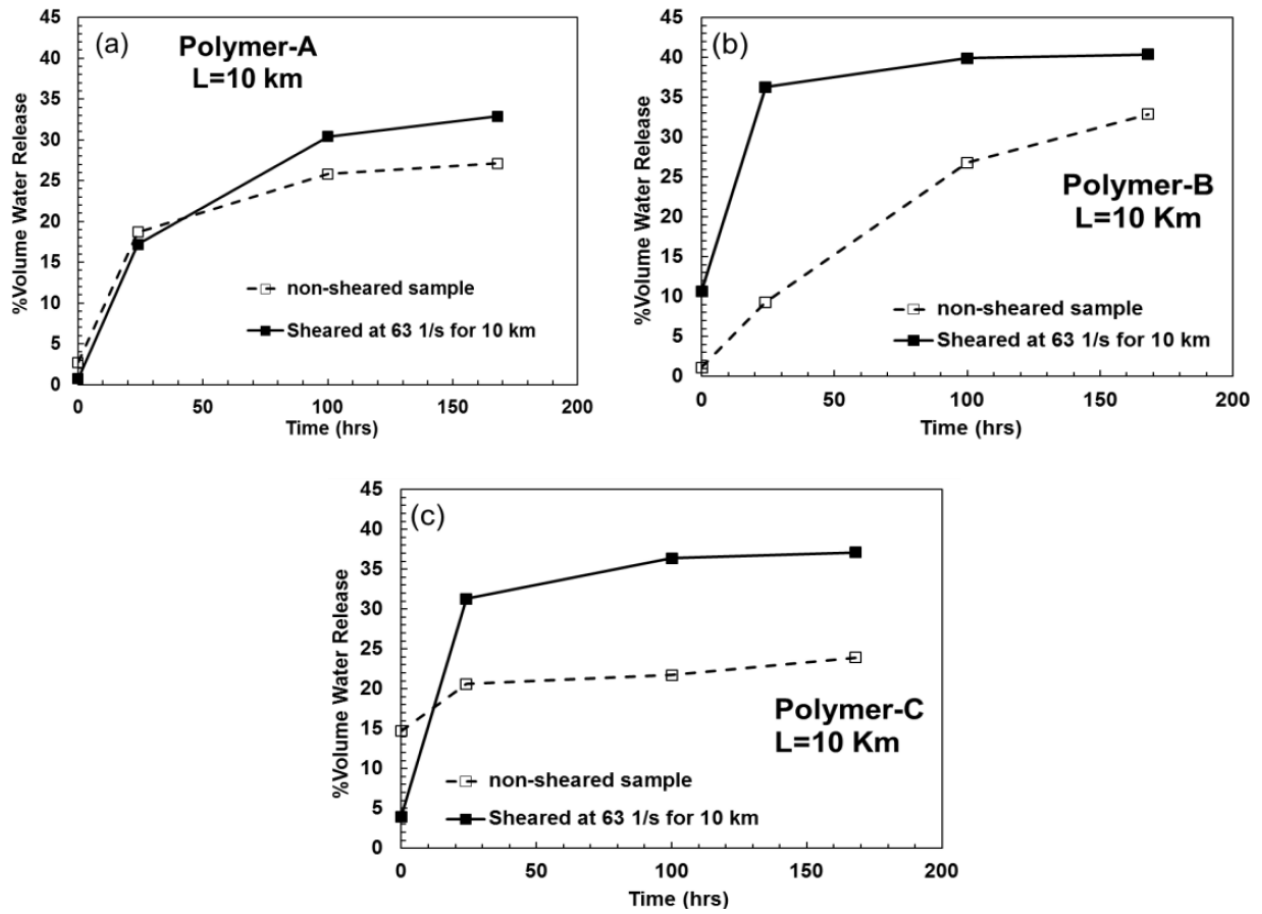 (a)
Polymer-A
L=10 km
%Volume Water Release
45
40
35
30
25
20
15
10
5
0
non-sheared sample
Sheared at 63 1/s for 10 km
0 50 100 150 200
Time (hrs)
(b)
%Volume Water Release
45
40
35
30
25
20
15
10
5
0
Polymer-B
L=10 Km
non-sheared sample
Sheared at 63 1/s for 10 km
0 50 100 150 200
Time (hrs)
(c)
%Volume Water Release
45
40
35
30
25
20
15
10
5
0
Polymer-C
L=10 Km
non-sheared sample
Sheared at 63 1/s for 10 km
0 50 100 150 200
Time (hrs)